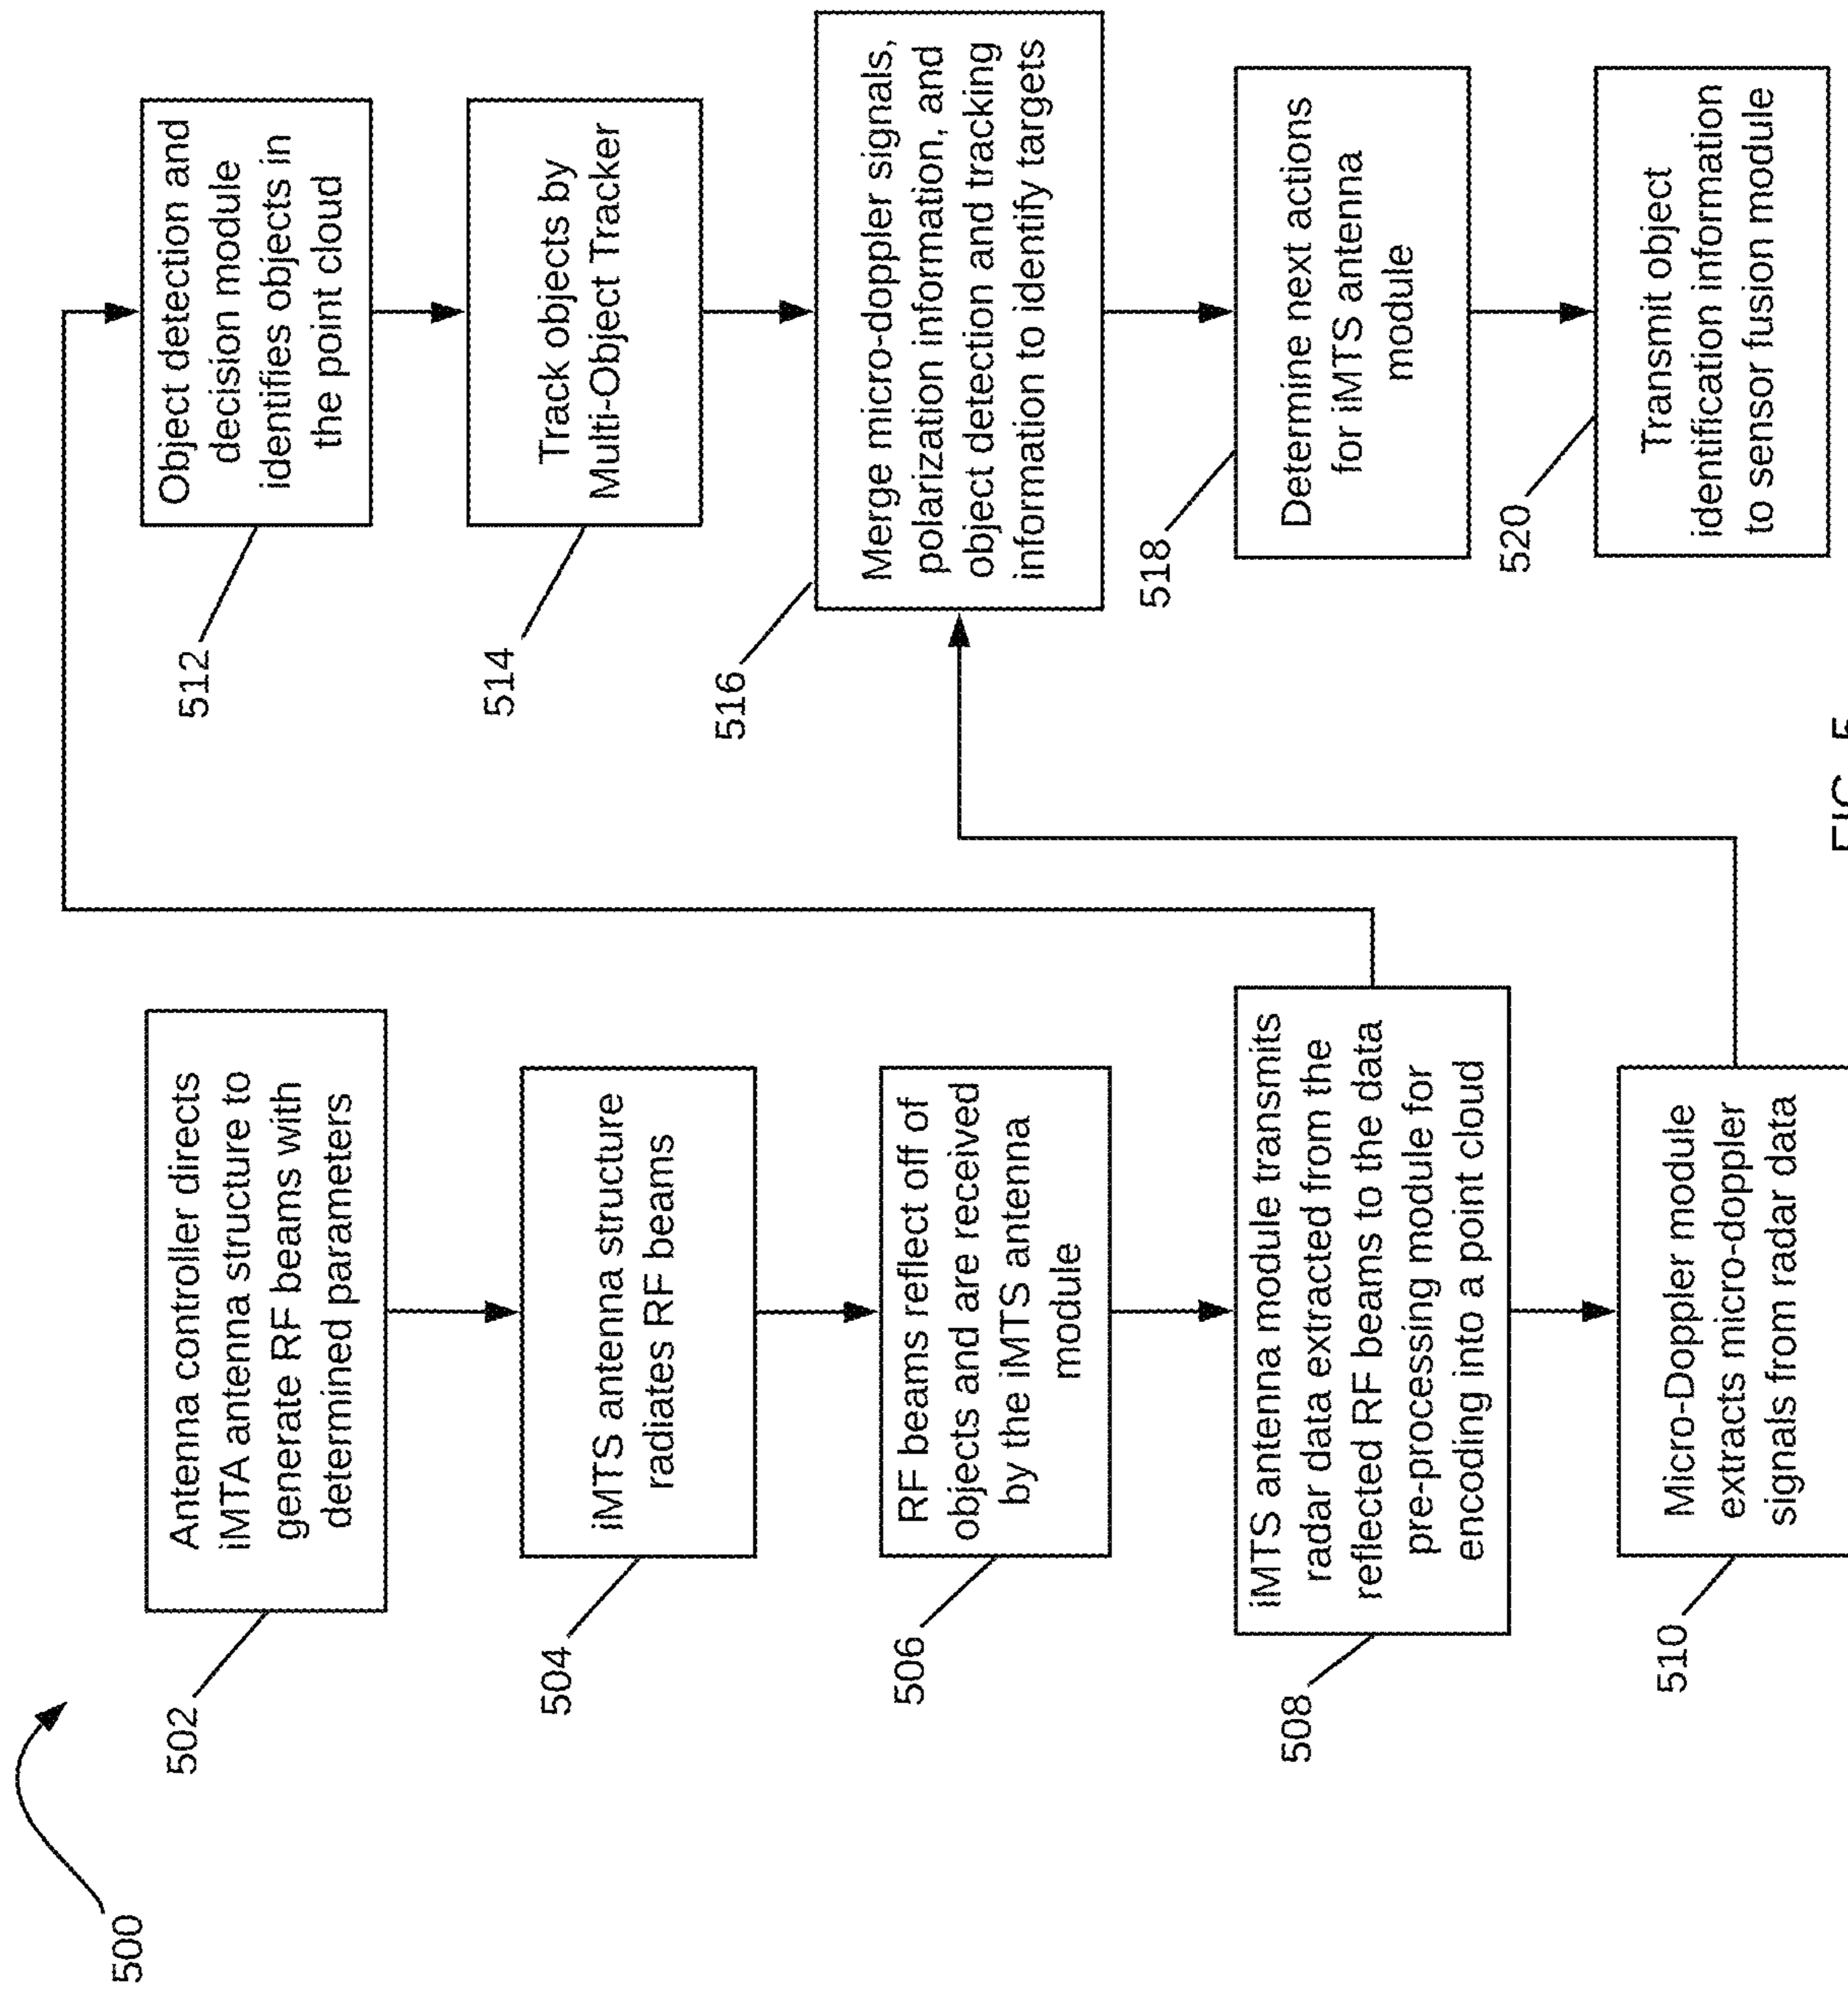 500
502
Antenna controller directs
iMTA antenna structure to
generate RF beams with
determined parameters
504
iMTS antenna structure
radiates RF beams
506
RF beams reflect off of
objects and are received
by the iMTS antenna
module
508
iMTS antenna module transmits
radar data extracted from the
reflected RF beams to the data
pre-processing module for
encoding into a point cloud
510
Micro-Doppler module
extracts micro-doppler
signals from radar data
512
Object detection and
decision module
identifies objects in
the point cloud
514
Track objects by
Multi-Object Tracker
516
Merge micro-doppler signals,
polarization information, and
object detection and tracking
information to identify targets
518
Determine next actions
for iMTS antenna
module
520
Transmit object
identification information
to sensor fusion module